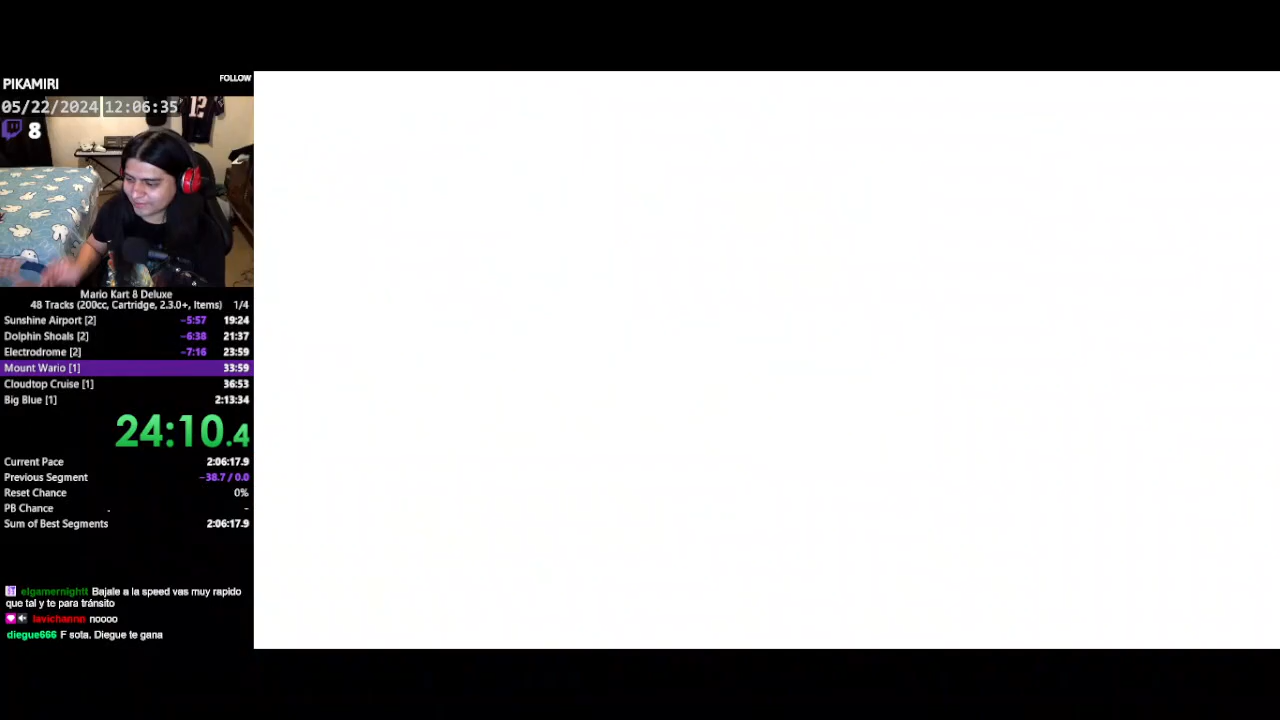 FOLLOW
PIKAMIRI
05/22/2024 12:06:35
8
12
Mario Kart 8 Deluxe
48 Tracks (200cc, Cartridge, 2.3.0+, Items) 1/4
Sunshine Airport [2] −5:57 19:24
Dolphin Shoals [2] −6:38 21:37
Electrodrome [2] −7:16 23:59
Mount Wario [1] 33:59
Cloudtop Cruise [1] 36:53
Big Blue [1] 2:13:34
24:10.4
Current Pace 2:06:17.9
Previous Segment −38.7 / 0.0
Reset Chance 0%
PB Chance . -
Sum of Best Segments 2:06:17.9
elgamernightt Bajale a la speed vas muy rapido
que tal y te para tránsito
lavichannn noooo
diegue666 F sota. Diegue te gana